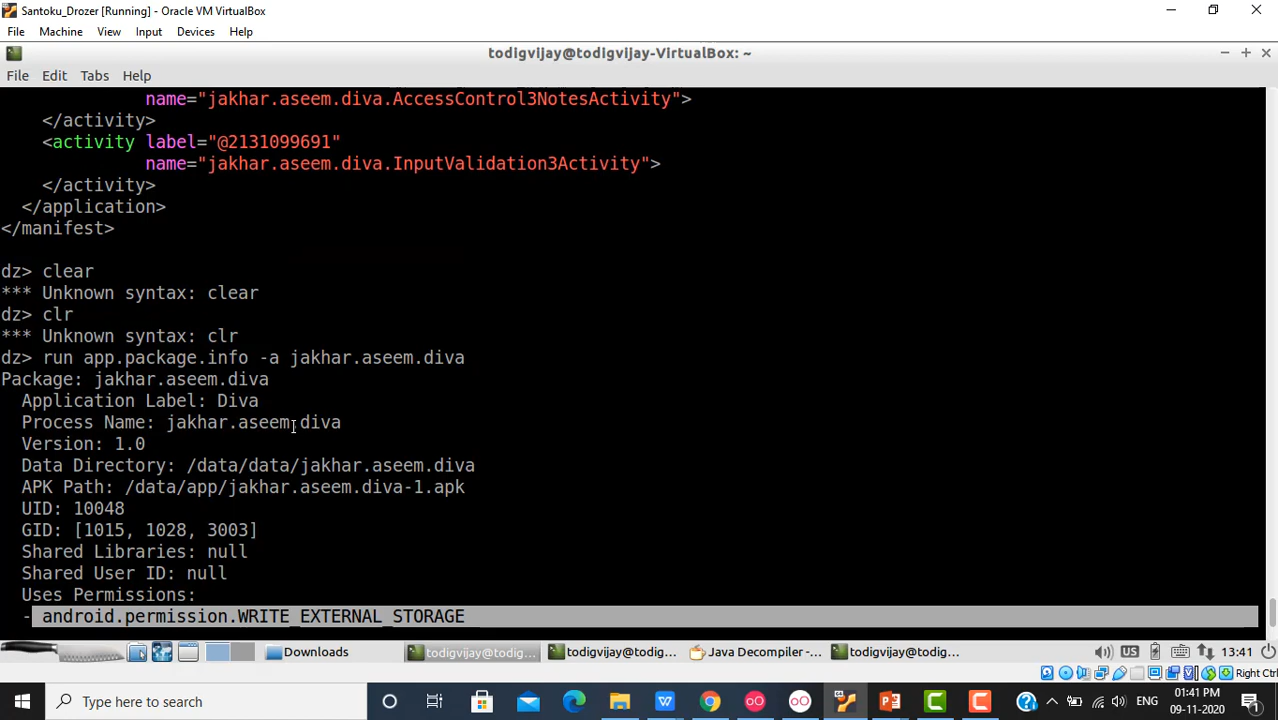 Santoku_Drozer [Running] - Oracle VM VirtualBox
File Machine View Input Devices Help
todigvijay@todigvijay-VirtualBox: ~
File Edit Tabs Help
name="jakhar.aseem.diva.AccessControl3NotesActivity">
</activity>
<activity label="@2131099691"
name="jakhar.aseem.diva.InputValidation3Activity">
</activity>
</application>
</manifest>
dz> clear
*** Unknown syntax: clear
dz> clr
*** Unknown syntax: clr
dz> run app.package.info -a jakhar.aseem.diva
Package: jakhar.aseem.diva
Application Label: Diva
Process Name: jakhar.aseem.diva
Version: 1.0
Data Directory: /data/data/jakhar.aseem.diva
APK Path: /data/app/jakhar.aseem.diva-1.apk
UID: 10048
GID: [1015, 1028, 3003]
Shared Libraries: null
Shared User ID: null
Uses Permissions:
- android.permission.WRITE_EXTERNAL_STORAGE
Downloads todigvijay@todig... todigvijay@todig... Java Decompiler -... todigvijay@todig... US 13:41
Right Ctrl
Type here to search ENG 01:41 PM
09-11-2020